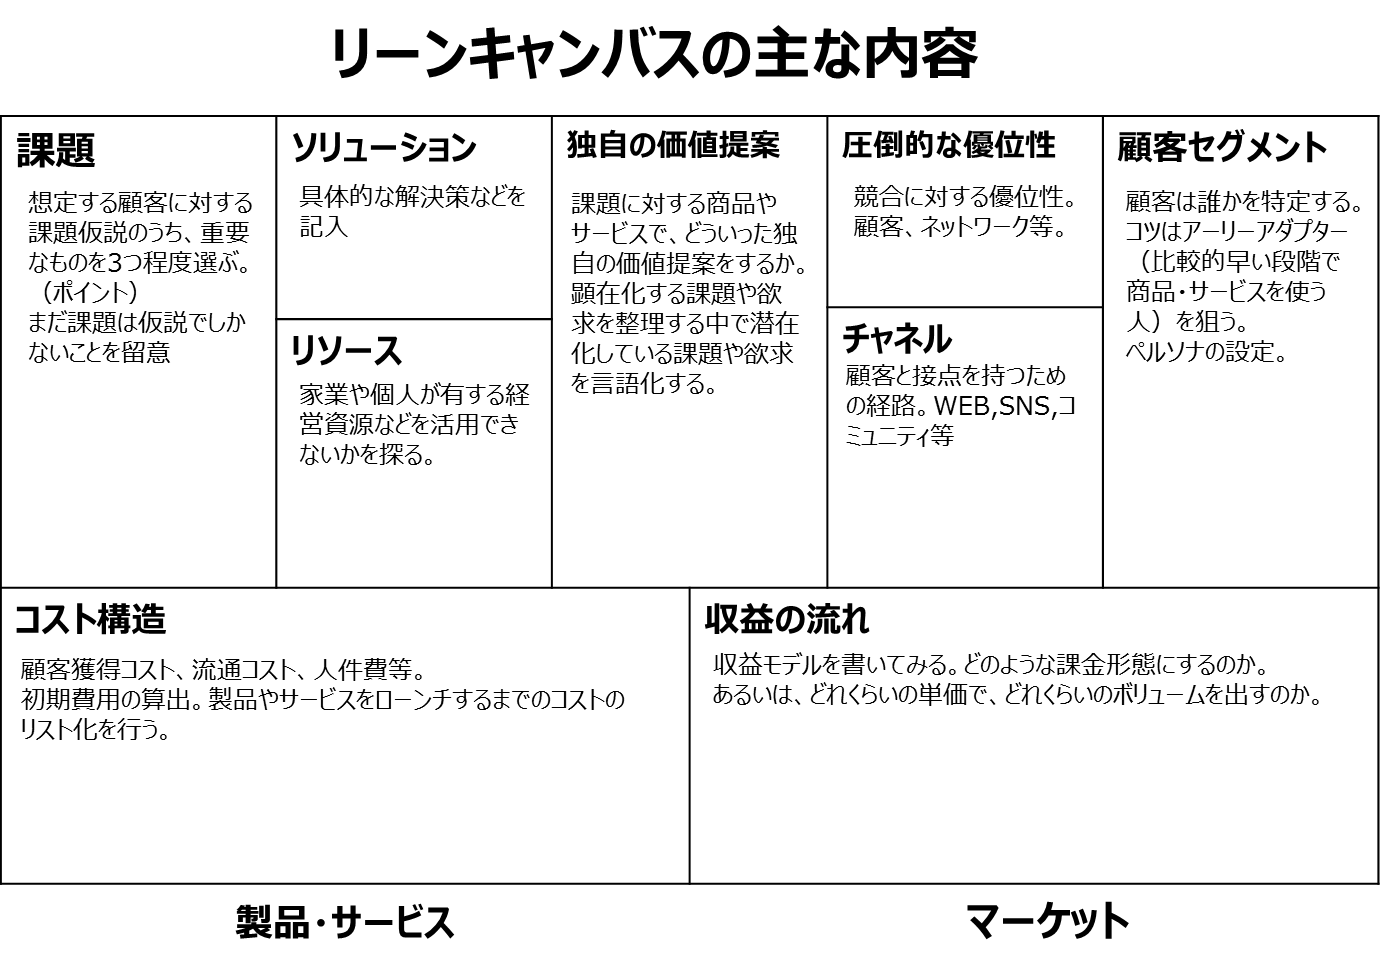 リーンキャンバスの主な内容
課題
想定する顧客に対する
課題仮説のうち、重要
なものを3つ程度選ぶ。
（ポイント）
まだ課題は仮説でしか
ないことを留意
ソリューション
具体的な解決策などを
記入
リソース
家業や個人が有する経
営資源などを活用でき
ないかを探る。
独自の価値提案
課題に対する商品や
サービスで、どういった独
自の価値提案をするか。
顕在化する課題や欲
求を整理する中で潜在
化している課題や欲求
を言語化する。
圧倒的な優位性
競合に対する優位性。
顧客、ネットワーク等。
チャネル
顧客と接点を持つため
の経路。WEB,SNS,コ
ミュニティ等
顧客セグメント
顧客は誰かを特定する。
コツはアーリーアダプター
（比較的早い段階で
商品・サービスを使う
人）を狙う。
ペルソナの設定。
コスト構造
顧客獲得コスト、流通コスト、人件費等。
初期費用の算出。製品やサービスをローンチするまでのコストの
リスト化を行う。
収益の流れ
収益モデルを書いてみる。どのような課金形態にするのか。
あるいは、どれくらいの単価で、どれくらいのボリュームを出すのか。
製品・サービス
マーケット